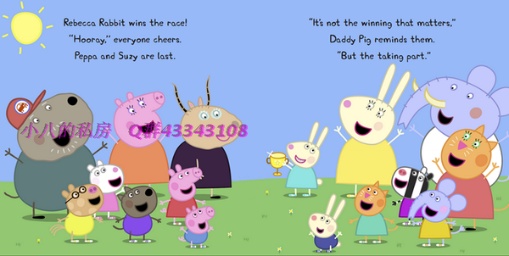 Rebecca Rabbit wins the race!
"Hooray," everyone cheers.
Peppa and Suzy are last.
"It's not the winning that matters,"
Daddy Pig reminds them.
"But the taking part."
小八的私房 Q群43343108